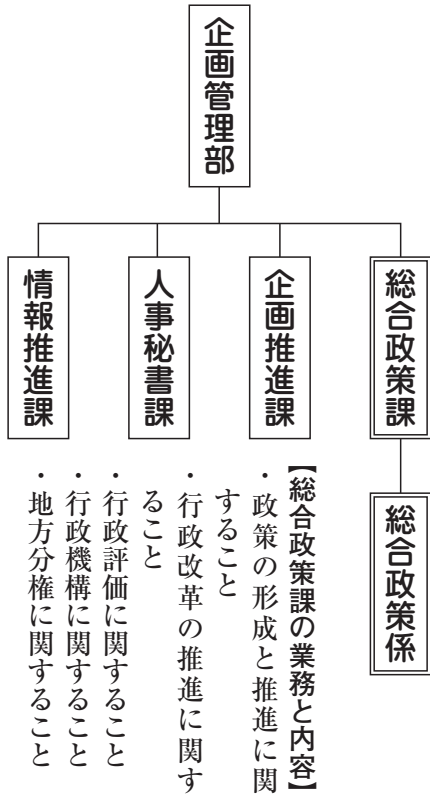 企画管理部
総合政策課
総合政策係
企画推進課
人事秘書課
情報推進課
【総合政策課の業務と内容】
・政策の形成と推進に関
すること
・行政改革の推進に関す
ること
・行政評価に関すること
・行政機構に関すること
・地方分権に関すること